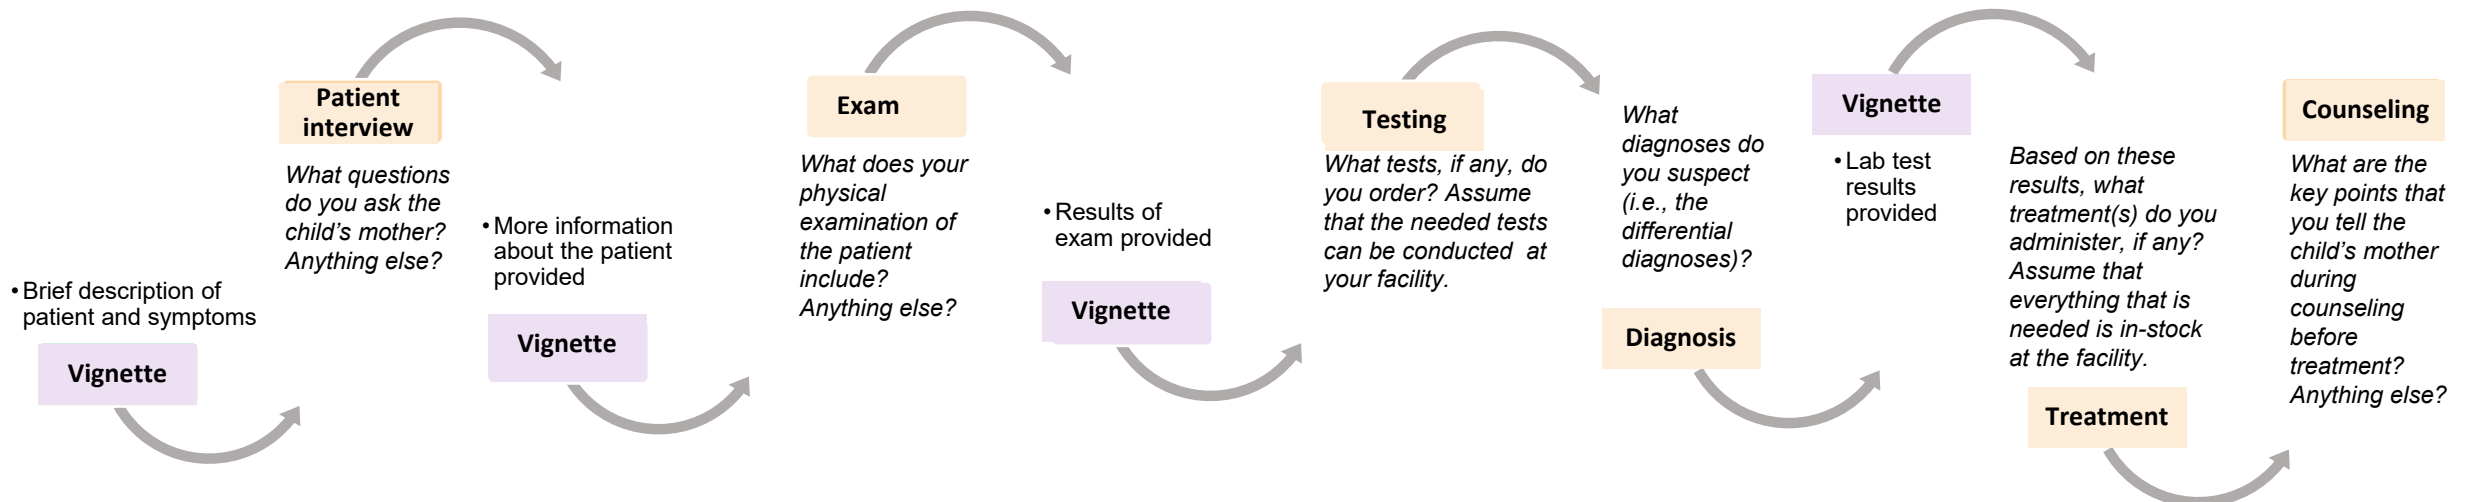 •Brief description of
patient and symptoms
Vignette
Patient
interview
What questions
do you ask the
child’s mother?
Anything else?
•More information
about the patient
provided
Vignette
Exam
What does your
physical
examination of
the patient
include?
Anything else?
•Results of
exam provided
Vignette
Testing
What tests, if any, do
you order? Assume
that the needed tests
can be conducted at
your facility.
What
diagnoses do
you suspect
(i.e., the
differential
diagnoses)?
Diagnosis
Vignette
•Lab test
results
provided
Based on these
results, what
treatment(s) do you
administer, if any?
Assume that
everything that is
needed is in-stock
at the facility.
Treatment
Counseling
What are the
key points that
you tell the
child’s mother
during
counseling
before
treatment?
Anything else?